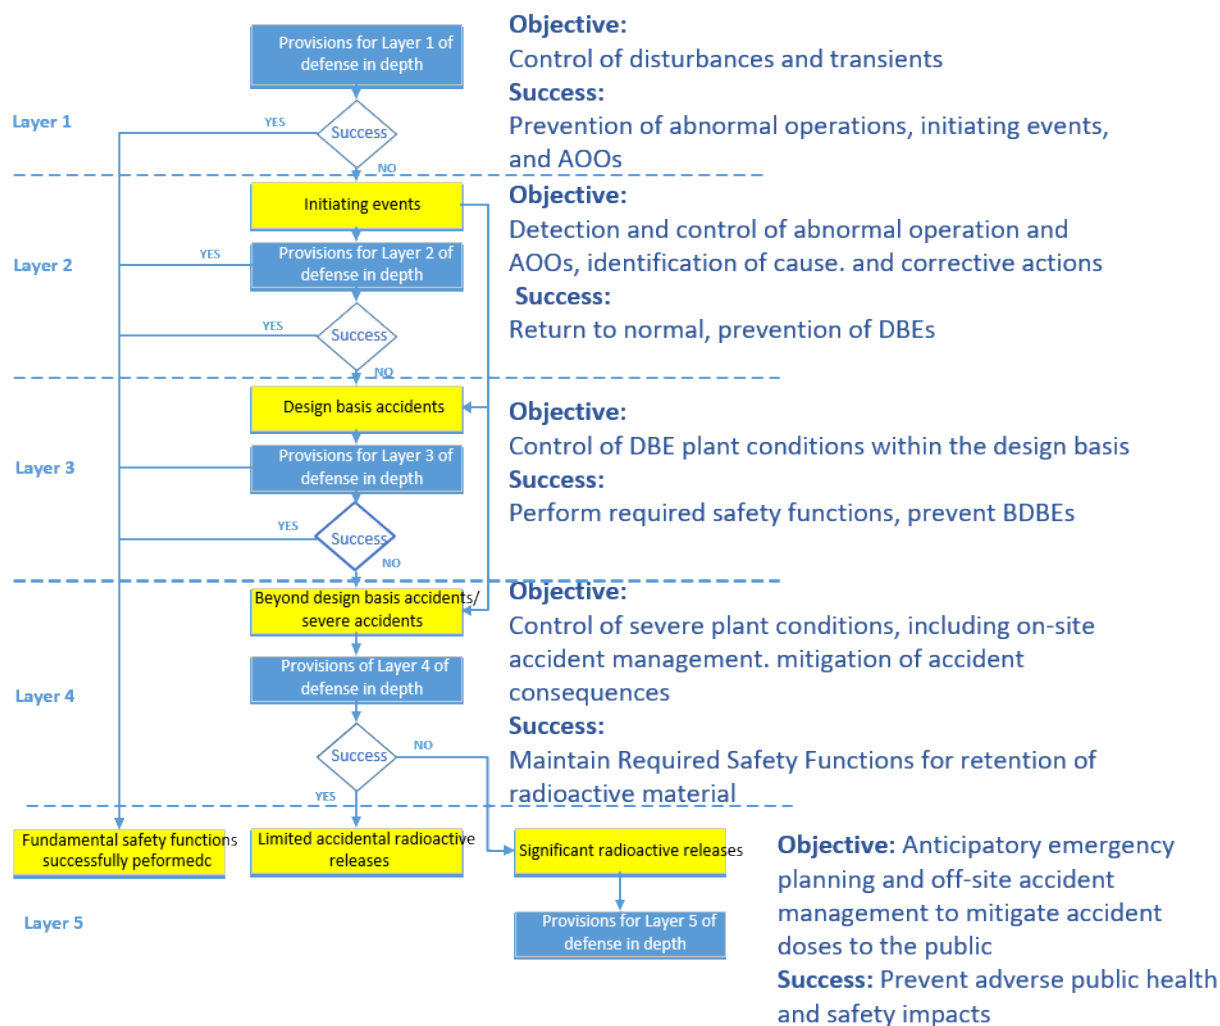 Provisions for Layer 1 of
defense in depth
Objective:
Control of disturbances and transients
Success:
Prevention of abnormal operations, initiating events,
and AOOs
Layer 1
YES
Success
NO
Initiating events
Objective:
Detection and control of abnormal operation and
AOOs, identification of cause. and corrective actions
Success:
Return to normal, prevention of DBEs
Layer 2
YES
Provisions for Layer 2 of
defense in depth
YES
Success
NO
Design basis accidents
Objective:
Control of DBE plant conditions within the design basis
Success:
Perform required safety functions, prevent BDBEs
Layer 3
Provisions for Layer 3 of
defense in depth
YES
Success
NO
Beyond design basis accidents/
severe accidents
Objective:
Control of severe plant conditions, including on-site
accident management. mitigation of accident
consequences
Success:
Maintain Required Safety Functions for retention of
radioactive material
Layer 4
Provisions of Layer 4 of
defense in depth
Success
NO
YES
Fundamental safety functions
successfully peformedc
Limited accidental radioactive
releases
Significant radioactive releases
Objective: Anticipatory emergency
planning and off-site accident
management to mitigate accident
doses to the public
Success: Prevent adverse public health
and safety impacts
Layer 5
Provisions for Layer 5 of
defense in depth